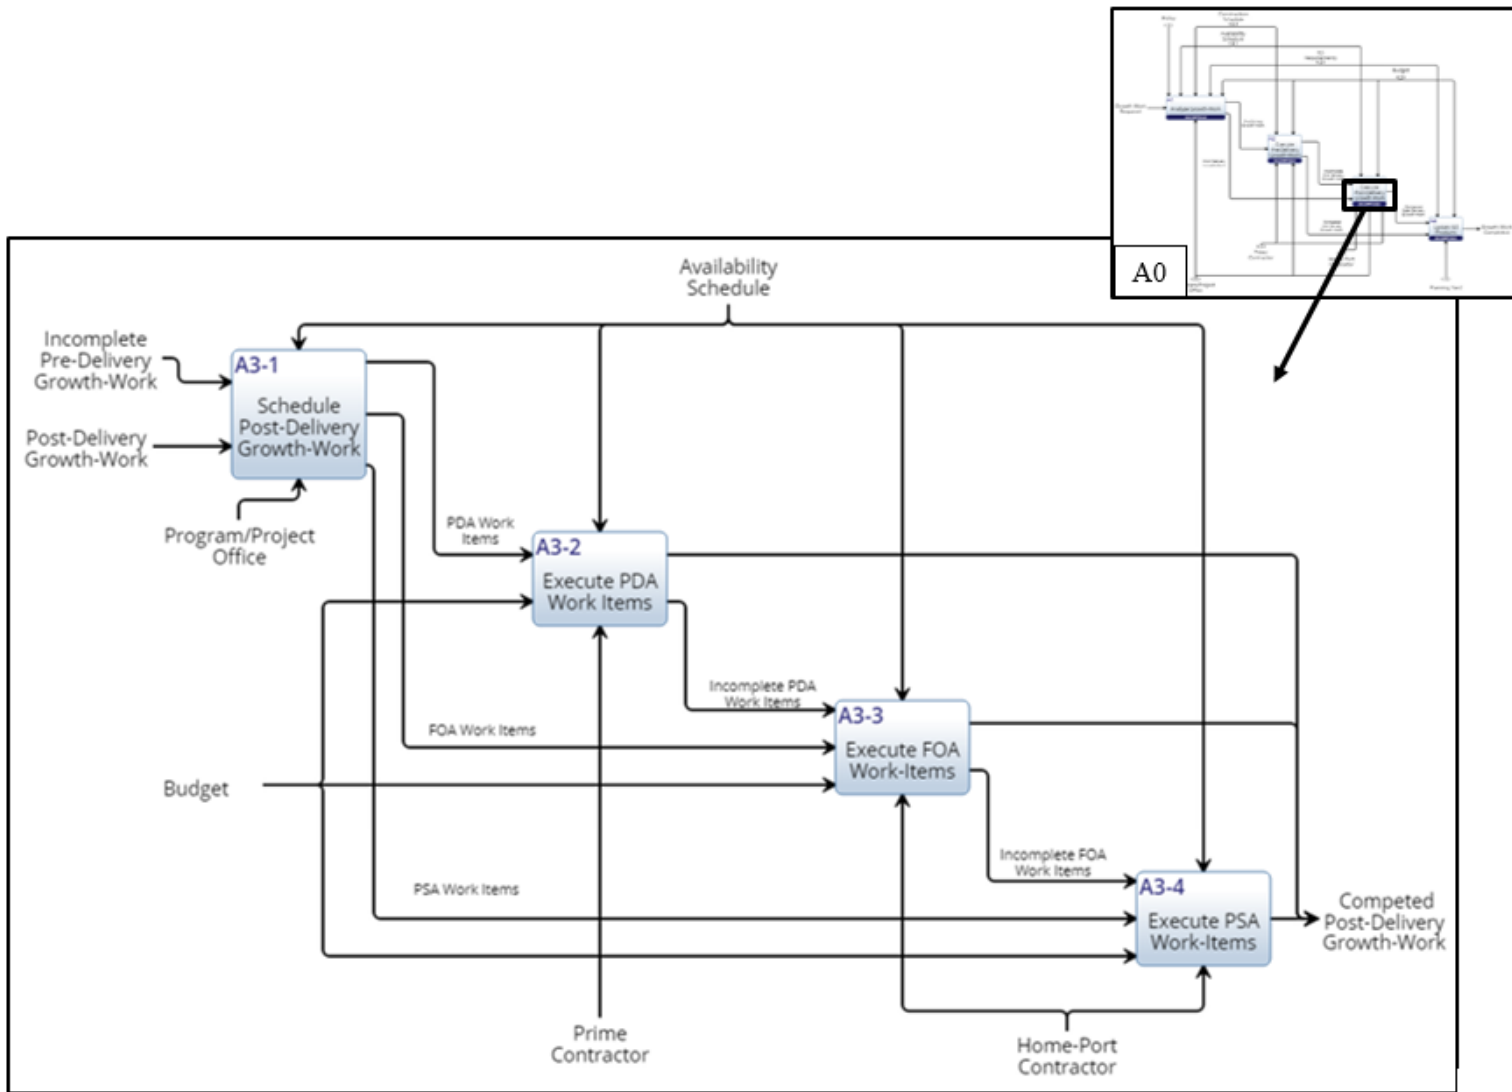 A0
Availability
Schedule
Incomplete
Pre-Delivery
Growth-Work
A3-1
Schedule
Post-Delivery
Growth-Work
Post-Delivery
Growth-Work
Program/Project
Office
PDA Work
Items
A3-2
Execute PDA
Work Items
Incomplete PDA
Work Items
A3-3
Execute FOA
Work-Items
FOA Work Items
Budget
Incomplete FOA
Work Items
PSA Work Items
A3-4
Execute PSA
Work-Items
Competed
Post-Delivery
Growth-Work
Prime
Contractor
Home-Port
Contractor